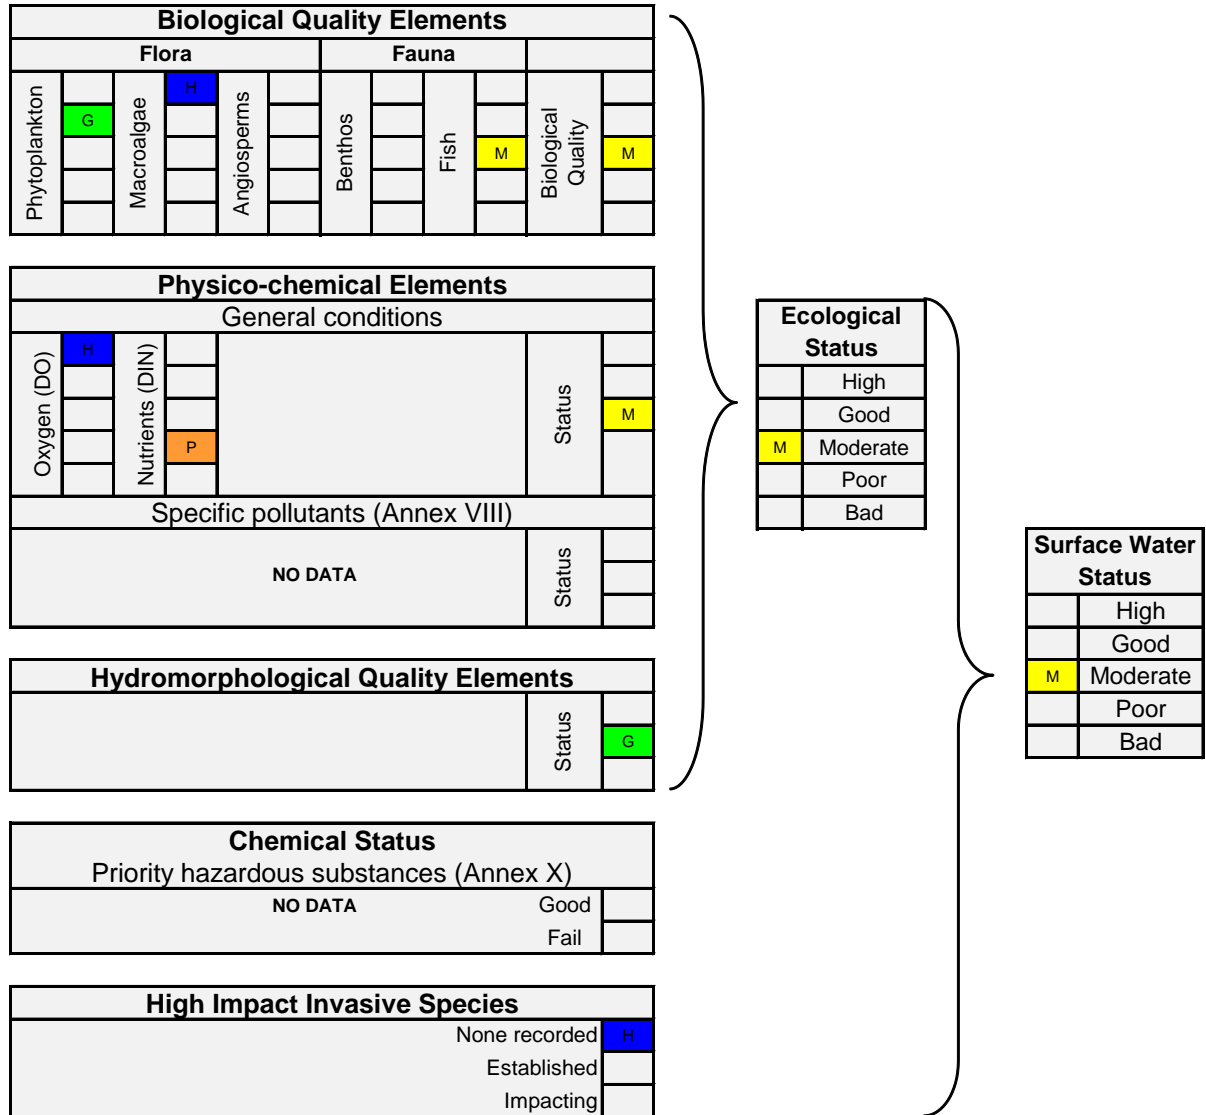 Biological Quality Elements
Flora
Fauna
Phytoplankton
G
Macroalgae
H
Angiosperms
Benthos
Fish
M
Biological
Quality
M
Physico-chemical Elements
General conditions
Oxygen (DO)
H
Nutrients (DIN)
P
Status
M
Specific pollutants (Annex VIII)
NO DATA
Status
Hydromorphological Quality Elements
Status
G
Chemical Status
Priority hazardous substances (Annex X)
NO DATA
Good
Fail
High Impact Invasive Species
None recorded
H
Established
Impacting
Ecological
Status
High
Good
M
Moderate
Poor
Bad
Surface Water
Status
High
Good
M
Moderate
Poor
Bad